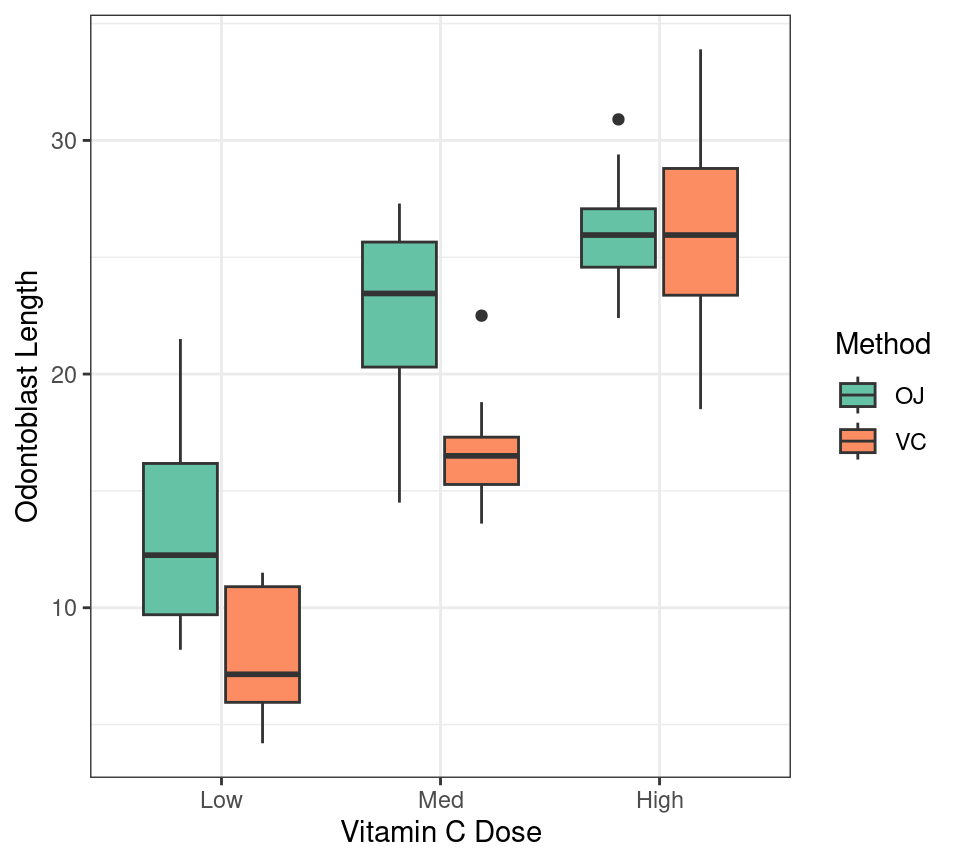 Odontoblast Length
30
20
10
Low Med High
Vitamin C Dose
Method
OJ
VC